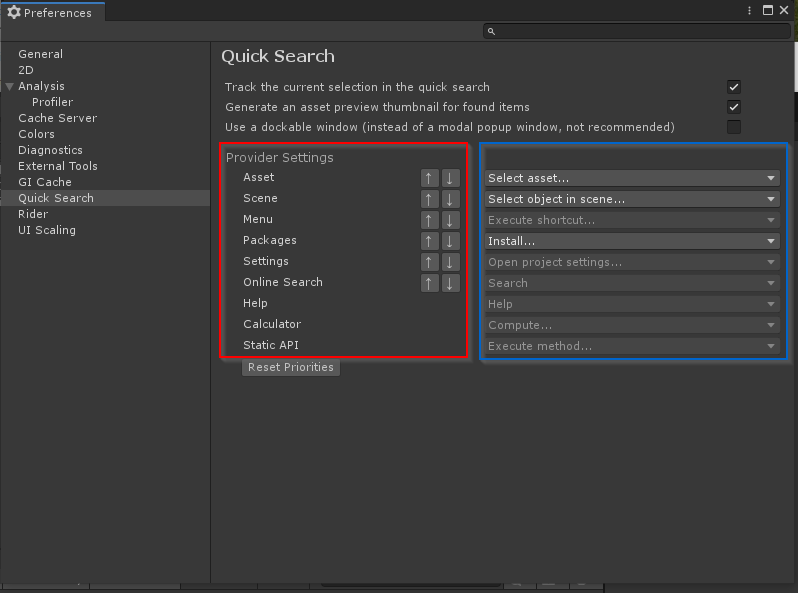 Preferences
General
2D
Analysis
Profiler
Cache Server
Colors
Diagnostics
External Tools
GI Cache
Quick Search
Rider
UI Scaling
Quick Search
Track the current selection in the quick search
Generate an asset preview thumbnail for found items
Use a dockable window (instead of a modal popup window, not recommended)
Provider Settings
Asset ↑ ↓ Select asset...
Scene ↑ ↓ Select object in scene...
Menu ↑ ↓ Execute shortcut...
Packages ↑ ↓ Install...
Settings ↑ ↓ Open project settings...
Online Search ↑ ↓ Search
Help Help
Calculator Compute...
Static API Execute method...
Reset Priorities